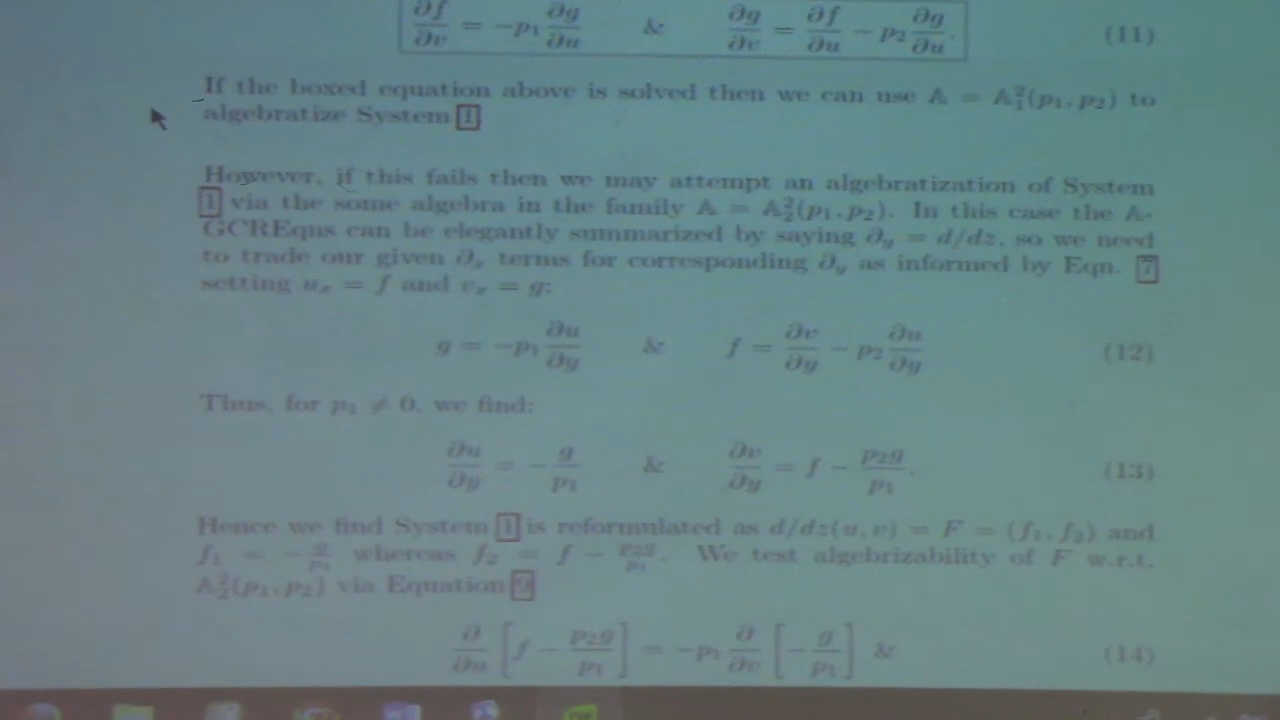 ∂f/∂v = −p₁ ∂g/∂u & ∂g/∂v = ∂f/∂u − p₂ ∂g/∂u. (11)
If the boxed equation above is solved then we can use 𝔸 = 𝔸²₁(p₁, p₂) to
algebratize System 1
However, if this fails then we may attempt an algebratization of System
1 via the some algebra in the family 𝔸 = 𝔸²₂(p₁, p₂). In this case the 𝔸-
GCREqns can be elegantly summarized by saying ∂ᵧ = d/dz, so we need
to trade our given ∂ₓ terms for corresponding ∂ᵧ as informed by Eqn. 7
setting uₓ = f and vₓ = g:
g = −p₁ ∂u/∂y & f = ∂v/∂y − p₂ ∂u/∂y (12)
Thus, for p₁ ≠ 0, we find:
∂u/∂y = − g/p₁ & ∂v/∂y = f − p₂g/p₁. (13)
Hence we find System 1 is reformulated as d/dz(u, v) = F = (f₁, f₂) and
f₁ = − g/p₁ whereas f₂ = f − p₂g/p₁. We test algebrizability of F w.r.t.
𝔸²₂(p₁, p₂) via Equation 9
∂/∂u [f − p₂g/p₁] = −p₁ ∂/∂v [− g/p₁] & (14)